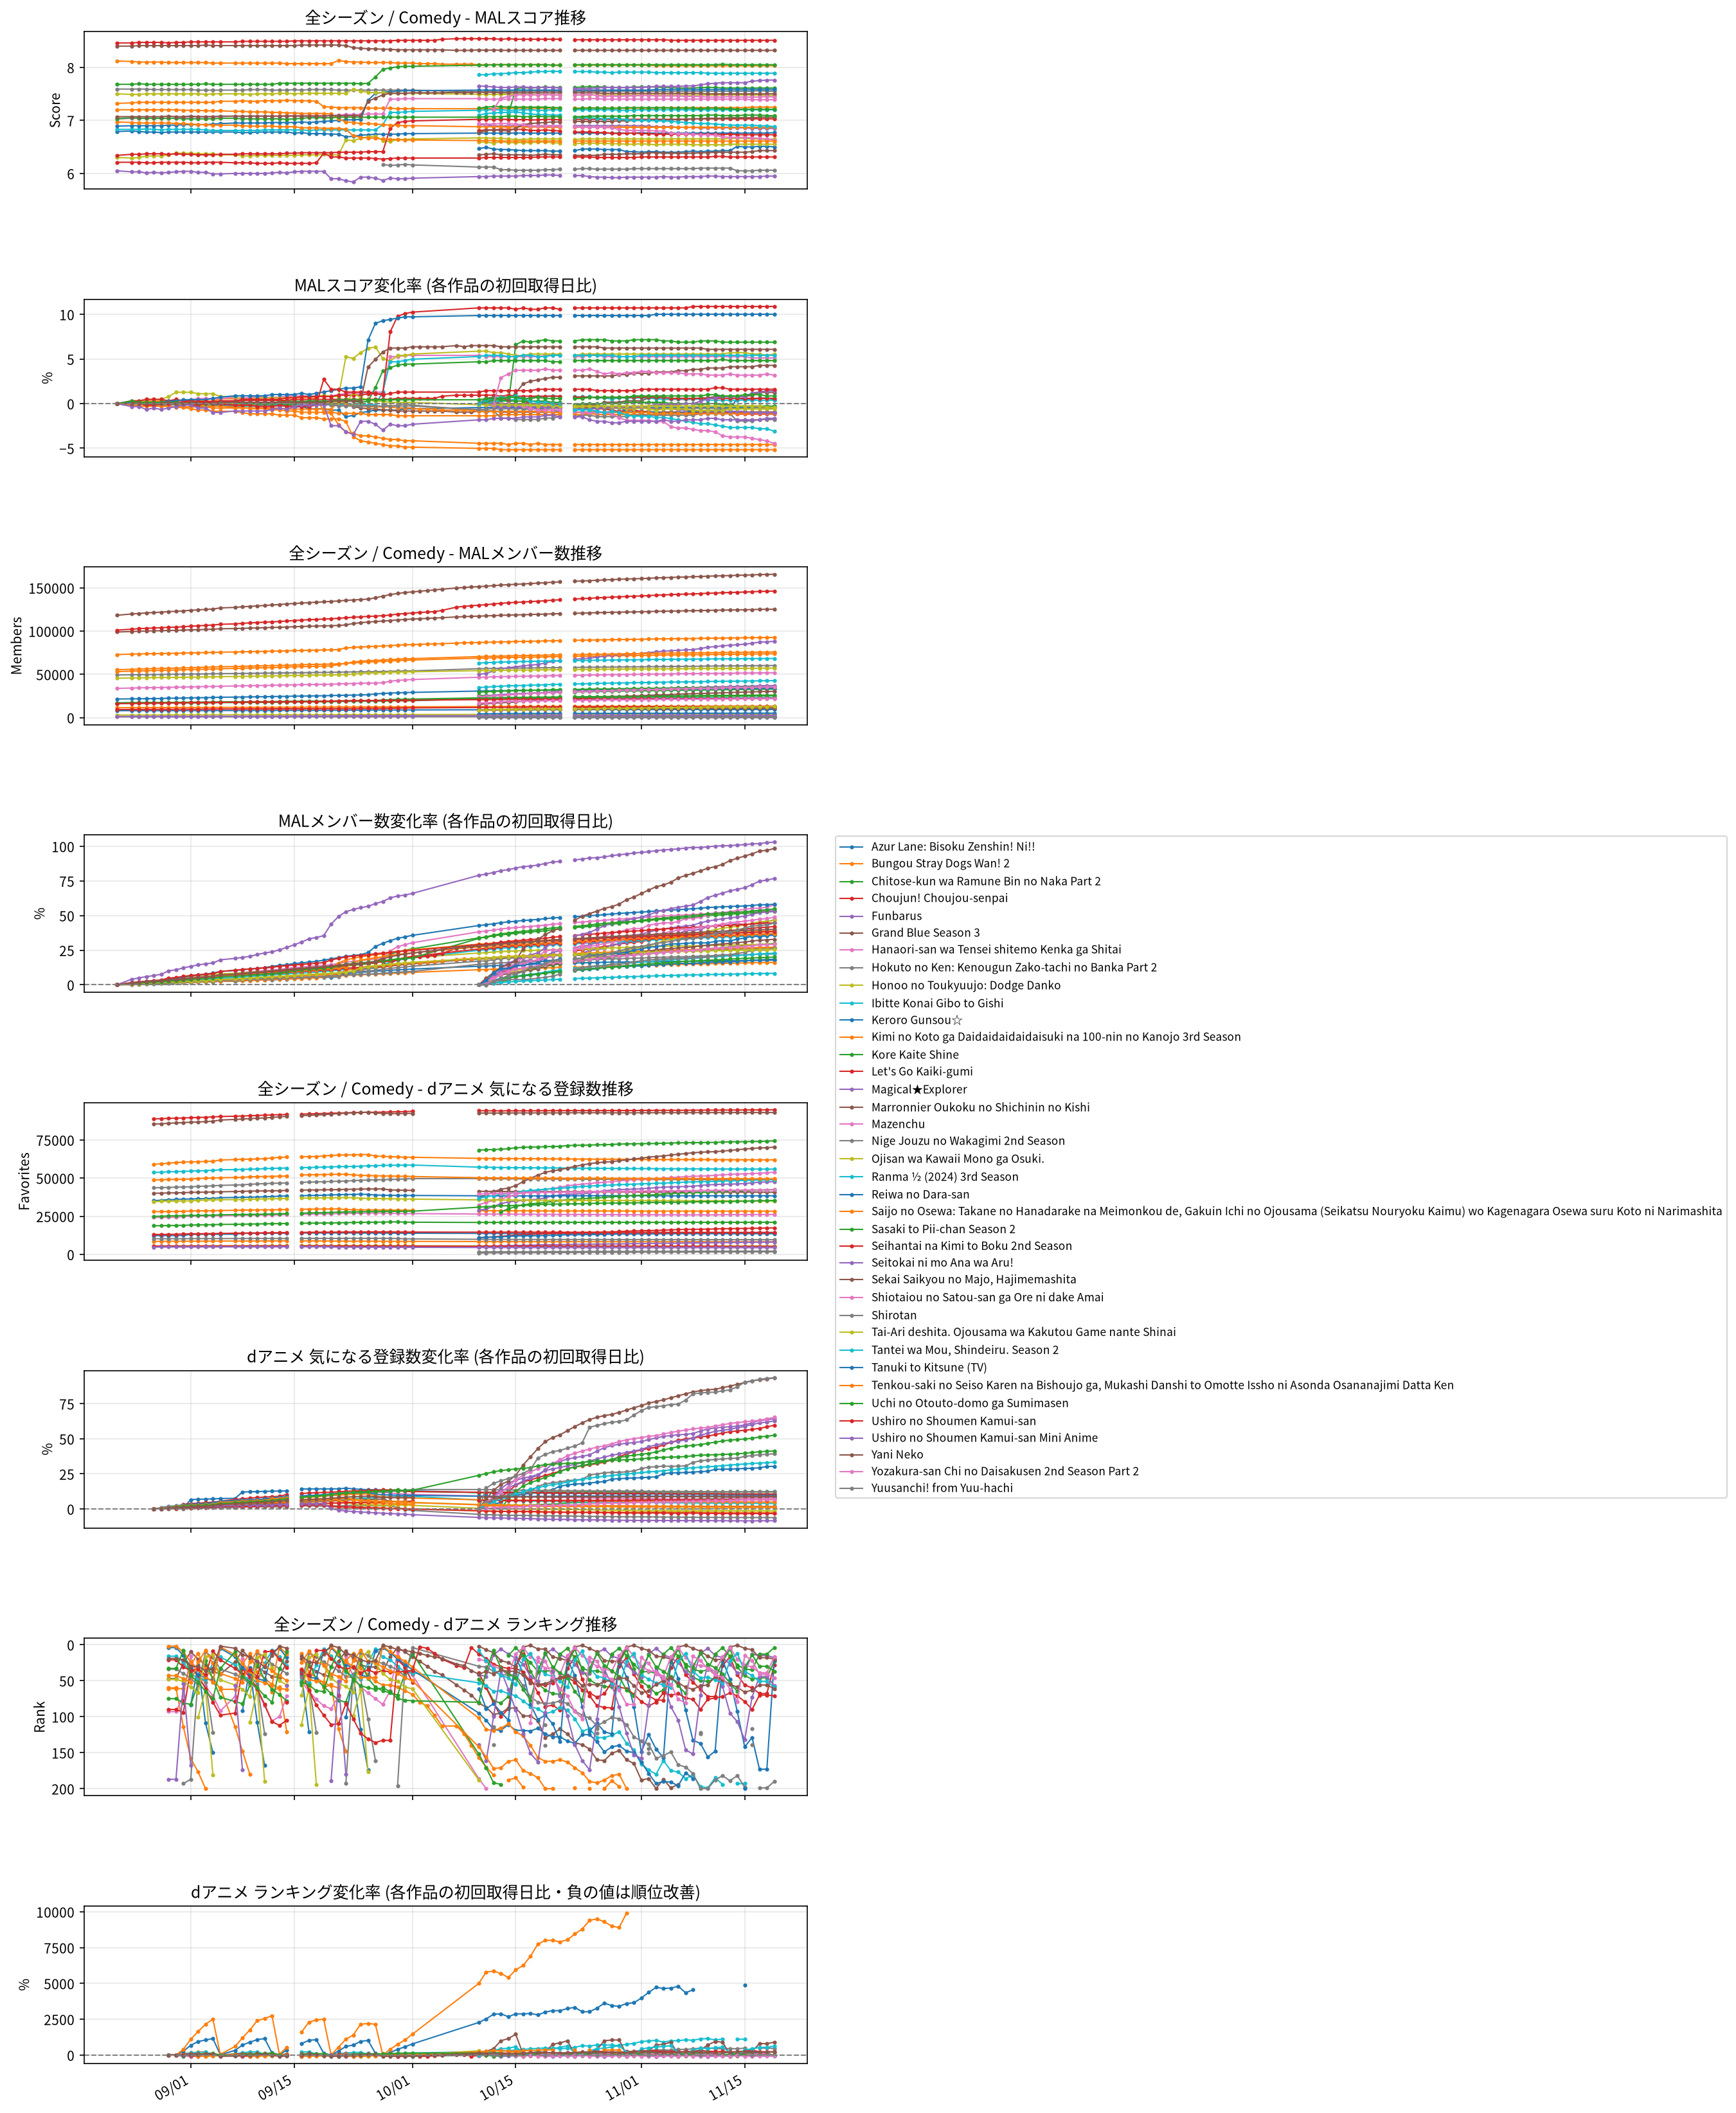 全シーズン / Comedy - MALスコア推移
Score
8
7
6
MALスコア変化率 (各作品の初回取得日比)
%
10
5
0
−5
全シーズン / Comedy - MALメンバー数推移
Members
150000
100000
50000
0
MALメンバー数変化率 (各作品の初回取得日比)
%
100
75
50
25
0
Azur Lane: Bisoku Zenshin! Ni!!
Bungou Stray Dogs Wan! 2
Chitose-kun wa Ramune Bin no Naka Part 2
Choujun! Choujou-senpai
Funbarus
Grand Blue Season 3
Hanaori-san wa Tensei shitemo Kenka ga Shitai
Hokuto no Ken: Kenougun Zako-tachi no Banka Part 2
Honoo no Toukyuujo: Dodge Danko
Ibitte Konai Gibo to Gishi
Keroro Gunsou☆
Kimi no Koto ga Daidaidaidaidaisuki na 100-nin no Kanojo 3rd Season
Kore Kaite Shine
Let's Go Kaiki-gumi
Magical★Explorer
Marronnier Oukoku no Shichinin no Kishi
Mazenchu
Nige Jouzu no Wakagimi 2nd Season
Ojisan wa Kawaii Mono ga Osuki.
Ranma ½ (2024) 3rd Season
Reiwa no Dara-san
Saijo no Osewa: Takane no Hanadarake na Meimonkou de, Gakuin Ichi no Ojousama (Seikatsu Nouryoku Kaimu) wo Kagenagara Osewa suru Koto ni Narimashita
Sasaki to Pii-chan Season 2
Seihantai na Kimi to Boku 2nd Season
Seitokai ni mo Ana wa Aru!
Sekai Saikyou no Majo, Hajimemashita
Shiotaiou no Satou-san ga Ore ni dake Amai
Shirotan
Tai-Ari deshita. Ojousama wa Kakutou Game nante Shinai
Tantei wa Mou, Shindeiru. Season 2
Tanuki to Kitsune (TV)
Tenkou-saki no Seiso Karen na Bishoujo ga, Mukashi Danshi to Omotte Issho ni Asonda Osananajimi Datta Ken
Uchi no Otouto-domo ga Sumimasen
Ushiro no Shoumen Kamui-san
Ushiro no Shoumen Kamui-san Mini Anime
Yani Neko
Yozakura-san Chi no Daisakusen 2nd Season Part 2
Yuusanchi! from Yuu-hachi
全シーズン / Comedy - dアニメ 気になる登録数推移
Favorites
75000
50000
25000
0
dアニメ 気になる登録数変化率 (各作品の初回取得日比)
%
75
50
25
0
全シーズン / Comedy - dアニメ ランキング推移
Rank
0
50
100
150
200
dアニメ ランキング変化率 (各作品の初回取得日比・負の値は順位改善)
%
10000
7500
5000
2500
0
09/01
09/15
10/01
10/15
11/01
11/15